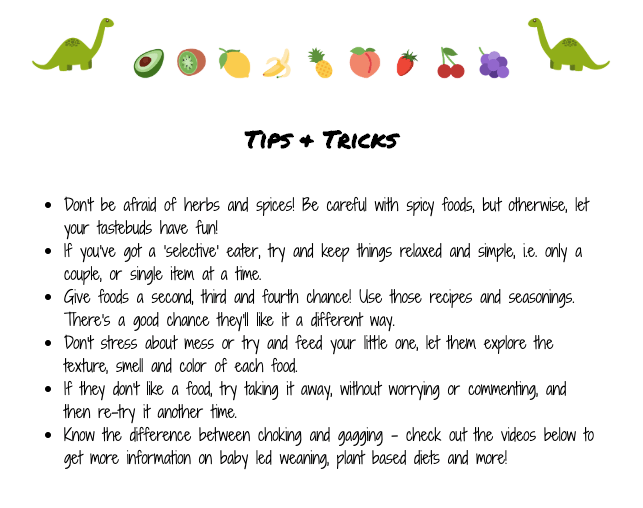 Tips & Tricks
• Don't be afraid of herbs and spices! Be careful with spicy foods, but otherwise, let
your tastebuds have fun!
• If you've got a 'selective' eater, try and keep things relaxed and simple, i.e. only a
couple, or single item at a time.
• Give foods a second, third and fourth chance! Use those recipes and seasonings.
There's a good chance they'll like it a different way.
• Don't stress about mess or try and feed your little one, let them explore the
texture, smell and color of each food.
• If they don't like a food, try taking it away, without worrying or commenting, and
then re-try it another time.
• Know the difference between choking and gagging - check out the videos below to
get more information on baby led weaning, plant based diets and more!